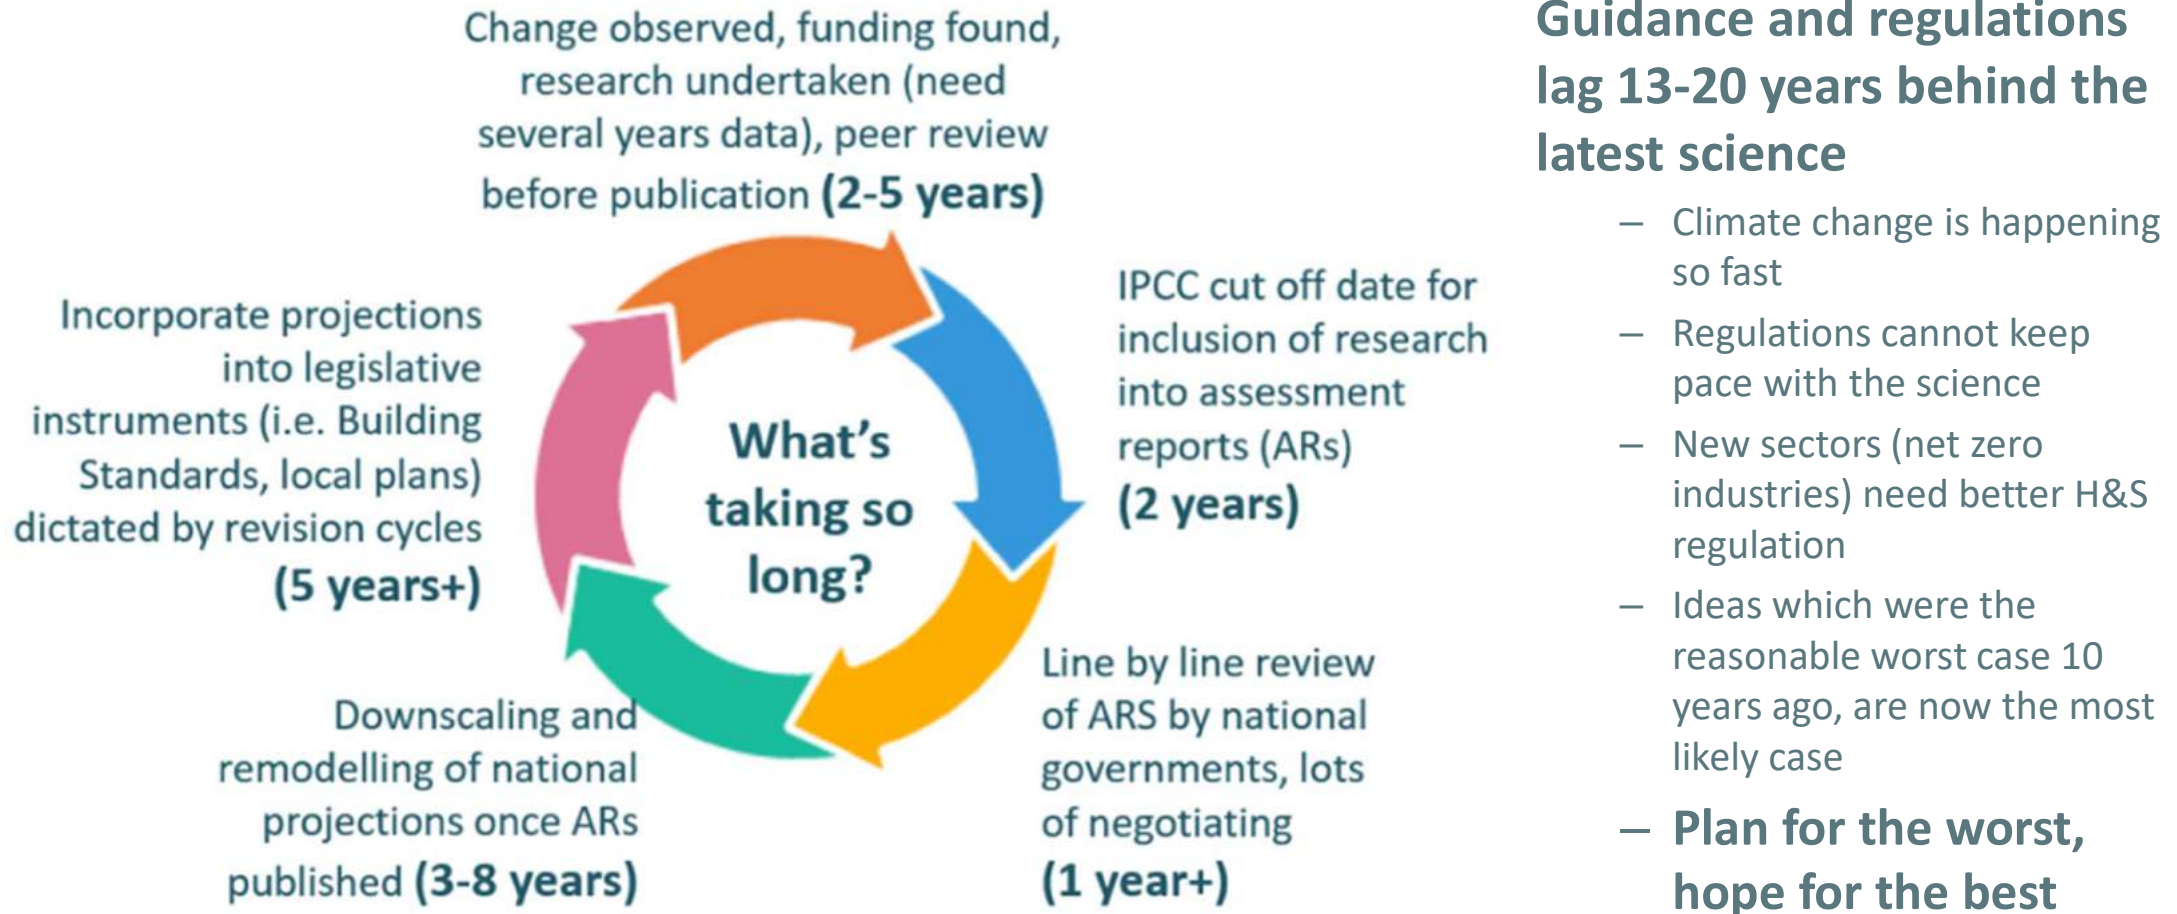 Change observed, funding found,
research undertaken (need
several years data), peer review
before publication (2-5 years)
IPCC cut off date for
inclusion of research
into assessment
reports (ARs)
(2 years)
Line by line review
of ARS by national
governments, lots
of negotiating
(1 year+)
Downscaling and
remodelling of national
projections once ARs
published (3-8 years)
Incorporate projections
into legislative
instruments (i.e. Building
Standards, local plans)
dictated by revision cycles
(5 years+)
What's
taking so
long?
Guidance and regulations
lag 13-20 years behind the
latest science
– Climate change is happening
so fast
– Regulations cannot keep
pace with the science
– New sectors (net zero
industries) need better H&S
regulation
– Ideas which were the
reasonable worst case 10
years ago, are now the most
likely case
– Plan for the worst,
hope for the best